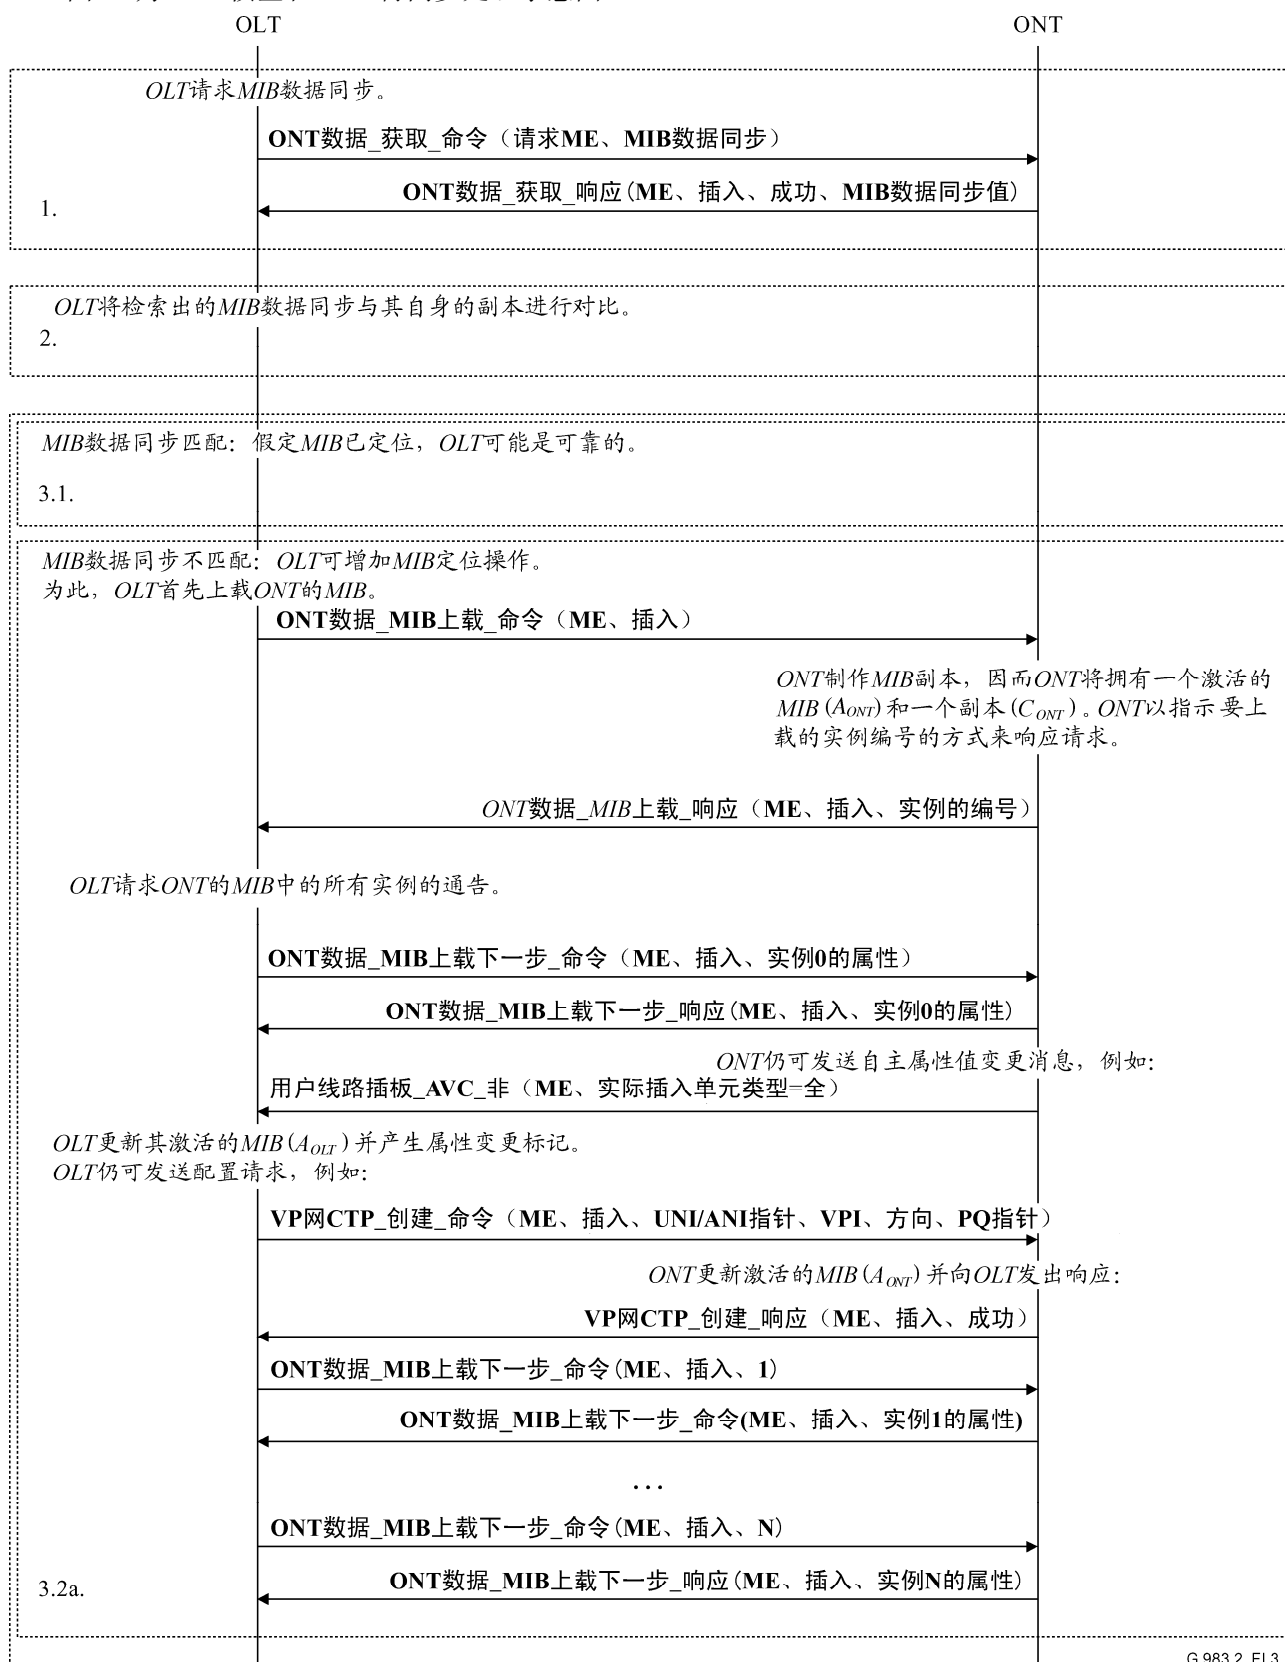 OLT
ONT
OLT请求MIB数据同步。
ONT数据_获取_命令（请求ME、MIB数据同步）
ONT数据_获取_响应(ME、插入、成功、MIB数据同步值)
1.
OLT将检索出的MIB数据同步与其自身的副本进行对比。
2.
MIB数据同步匹配：假定MIB已定位，OLT可能是可靠的。
3.1.
MIB数据同步不匹配：OLT可增加MIB定位操作。
为此，OLT首先上载ONT的MIB。
ONT数据_MIB上载_命令（ME、插入）
ONT制作MIB副本，因而ONT将拥有一个激活的
MIB(AONT)和一个副本(CONT)。ONT以指示要上
载的实例编号的方式来响应请求。
ONT数据_MIB上载_响应（ME、插入、实例的编号）
OLT请求ONT的MIB中的所有实例的通告。
ONT数据_MIB上载下一步_命令（ME、插入、实例0的属性）
ONT数据_MIB上载下一步_响应(ME、插入、实例0的属性)
ONT仍可发送自主属性值变更消息，例如：
用户线路插板_AVC_非（ME、实际插入单元类型=全）
OLT更新其激活的MIB(AOLT)并产生属性变更标记。
OLT仍可发送配置请求，例如：
VP网CTP_创建_命令（ME、插入、UNI/ANI指针、VPI、方向、PQ指针）
ONT更新激活的MIB(AONT)并向OLT发出响应：
VP网CTP_创建_响应（ME、插入、成功）
ONT数据_MIB上载下一步_命令(ME、插入、1)
ONT数据_MIB上载下一步_命令(ME、插入、实例1的属性)
...
ONT数据_MIB上载下一步_命令(ME、插入、N)
ONT数据_MIB上载下一步_响应(ME、插入、实例N的属性)
3.2a.
G.983.2_FI.3